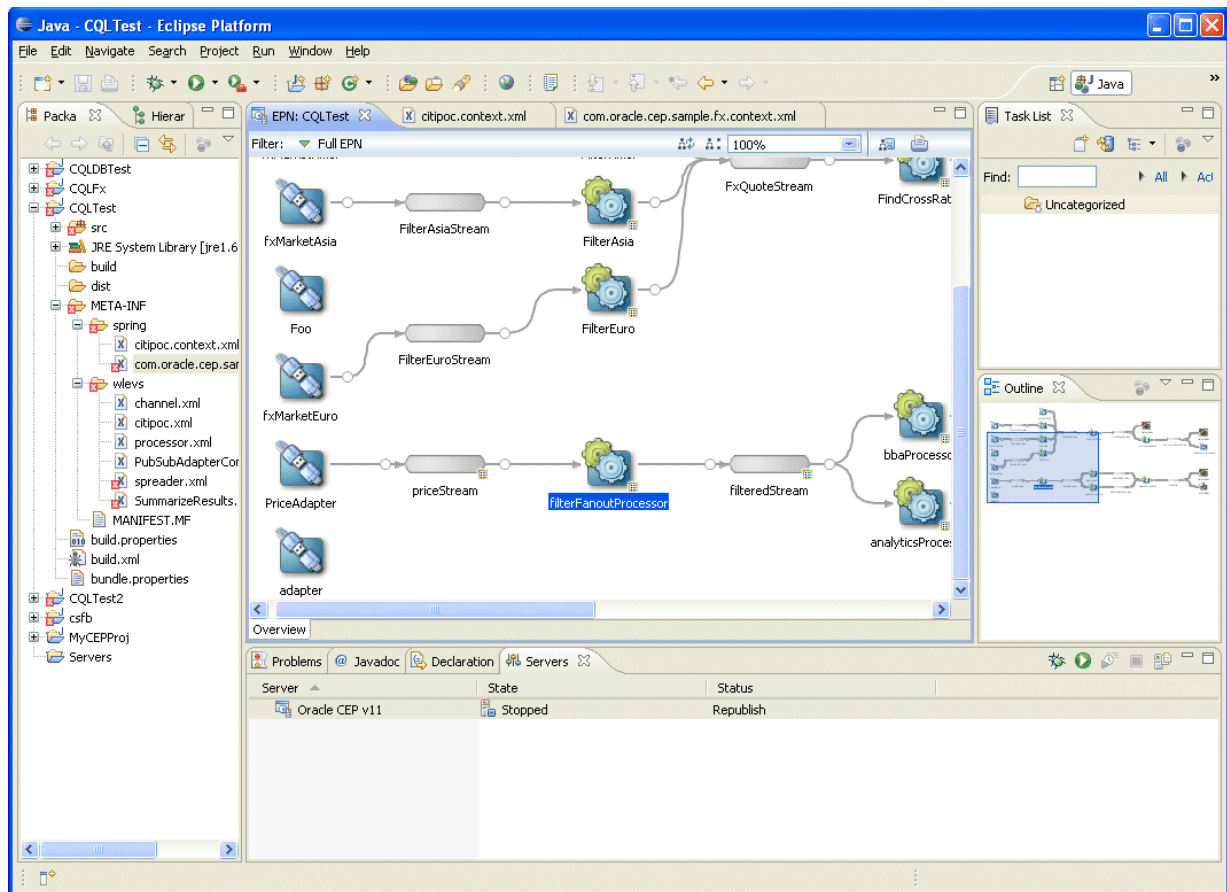 Java - CQLTest - Eclipse Platform
File Edit Navigate Search Project Run Window Help
Java
Packa
Hierar
CQLDBTest
CQLFx
CQLTest
src
JRE System Library [jre1.6
build
dist
META-INF
spring
citipoc.context.xml
com.oracle.cep.sar
wlevs
channel.xml
citipoc.xml
processor.xml
PubSubAdapterCor
spreader.xml
SummarizeResults.
MANIFEST.MF
build.properties
build.xml
bundle.properties
CQLTest2
csfb
MyCEPProj
Servers
EPN: CQLTest
citipoc.context.xml
com.oracle.cep.sample.fx.context.xml
Filter: Full EPN
100%
FxQuoteStream
FindCrossRat
fxMarketAsia
FilterAsiaStream
FilterAsia
Foo
FilterEuro
FilterEuroStream
fxMarketEuro
bbaProcesso
PriceAdapter
priceStream
filterFanoutProcessor
filteredStream
analyticsProces
adapter
Overview
Task List
Find:
All
Acl
Uncategorized
Outline
Problems
Javadoc
Declaration
Servers
Server State Status
Oracle CEP v11 Stopped Republish